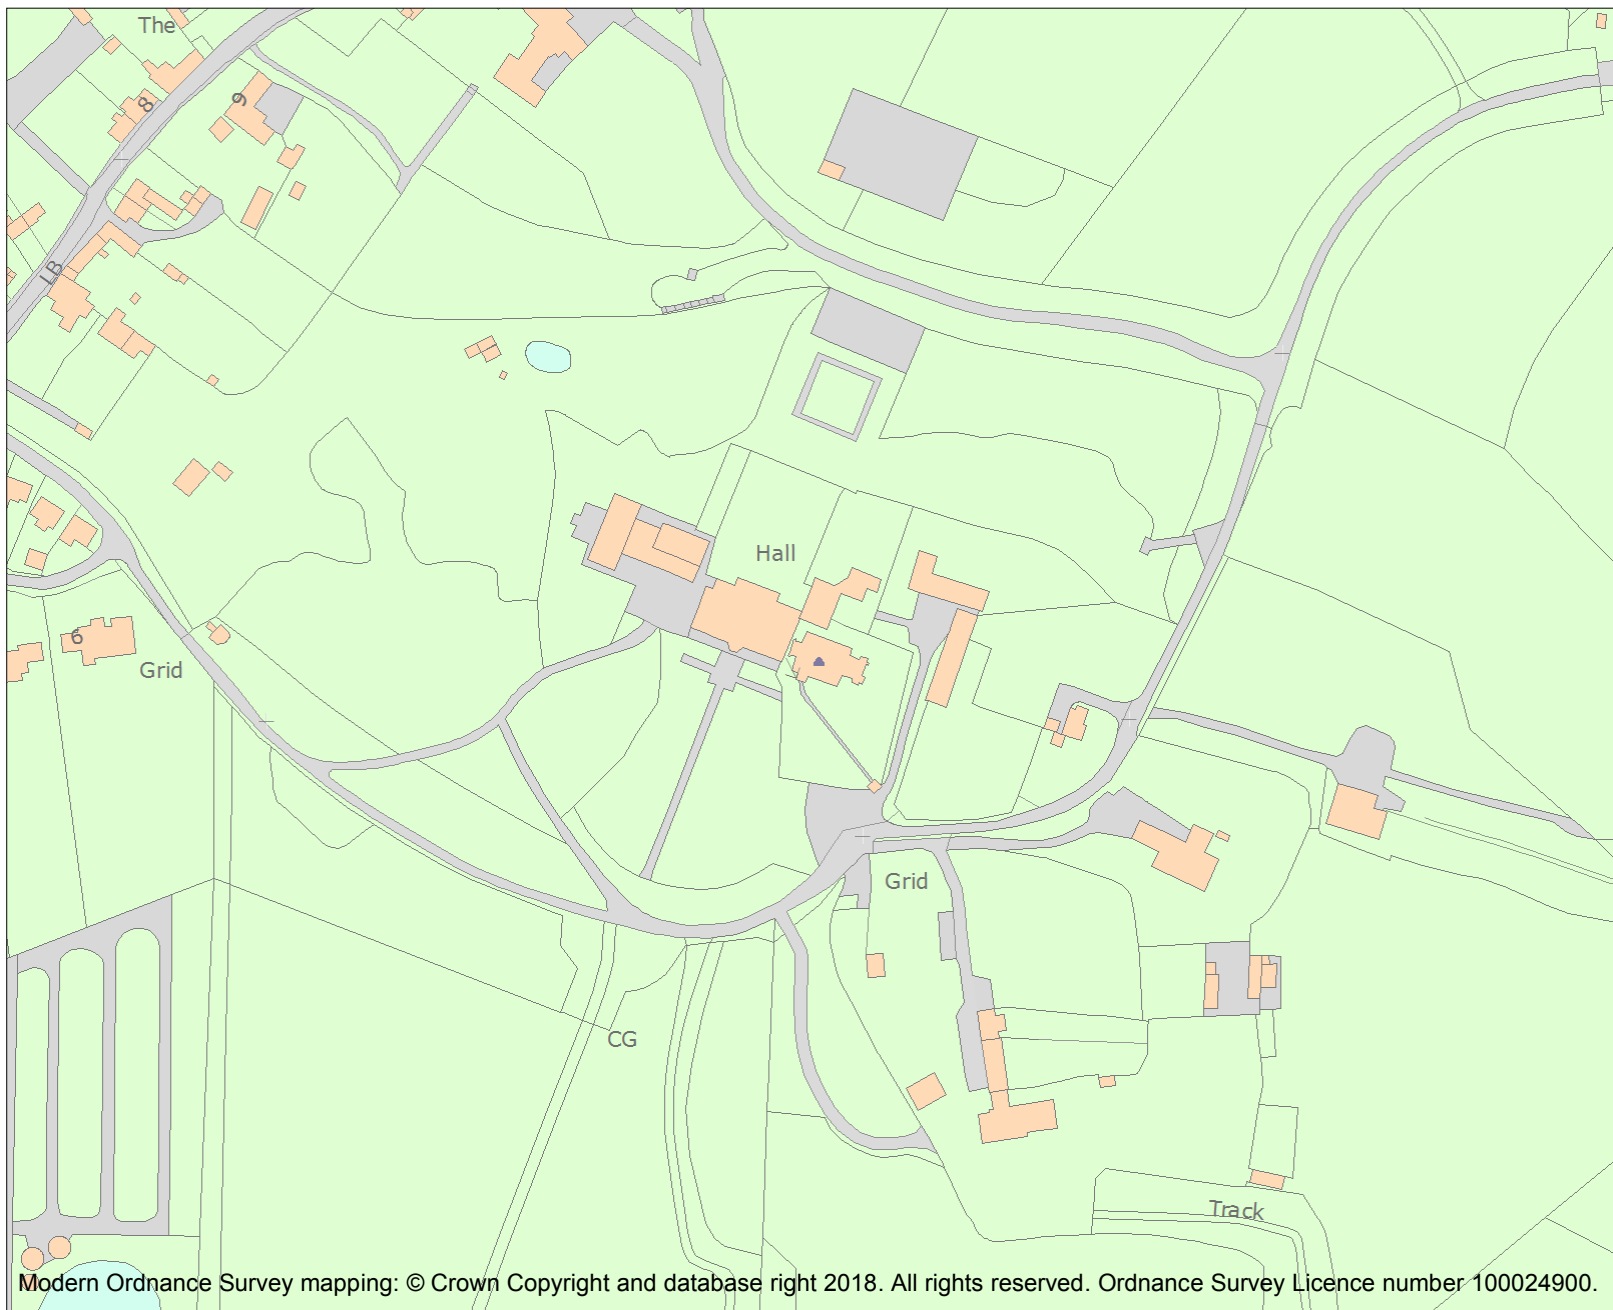 The
8
9
LB
Hall
6
Grid
Grid
CG
Track
Modern Ordnance Survey mapping: © Crown Copyright and database right 2018. All rights reserved. Ordnance Survey Licence number 100024900.